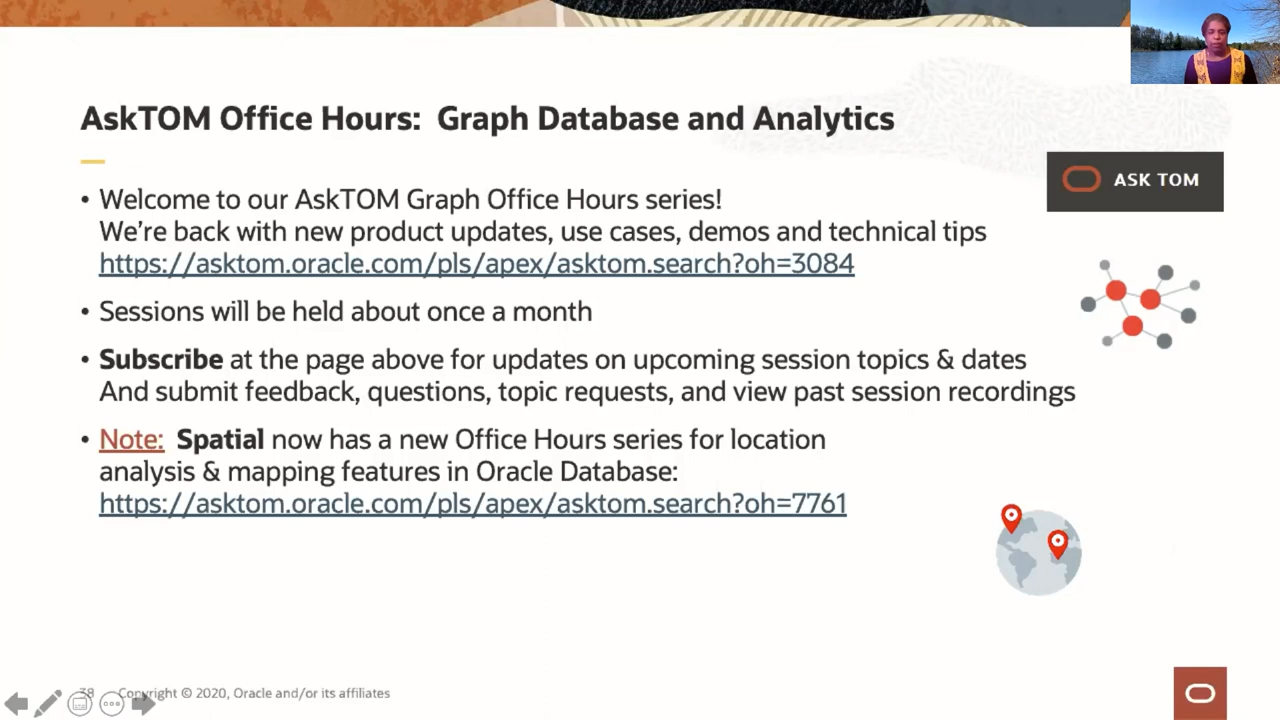 AskTOM Office Hours: Graph Database and Analytics
ASK TOM
• Welcome to our AskTOM Graph Office Hours series!
We’re back with new product updates, use cases, demos and technical tips
https://asktom.oracle.com/pls/apex/asktom.search?oh=3084
• Sessions will be held about once a month
• Subscribe at the page above for updates on upcoming session topics & dates
And submit feedback, questions, topic requests, and view past session recordings
• Note: Spatial now has a new Office Hours series for location
analysis & mapping features in Oracle Database:
https://asktom.oracle.com/pls/apex/asktom.search?oh=7761
38 Copyright © 2020, Oracle and/or its affiliates